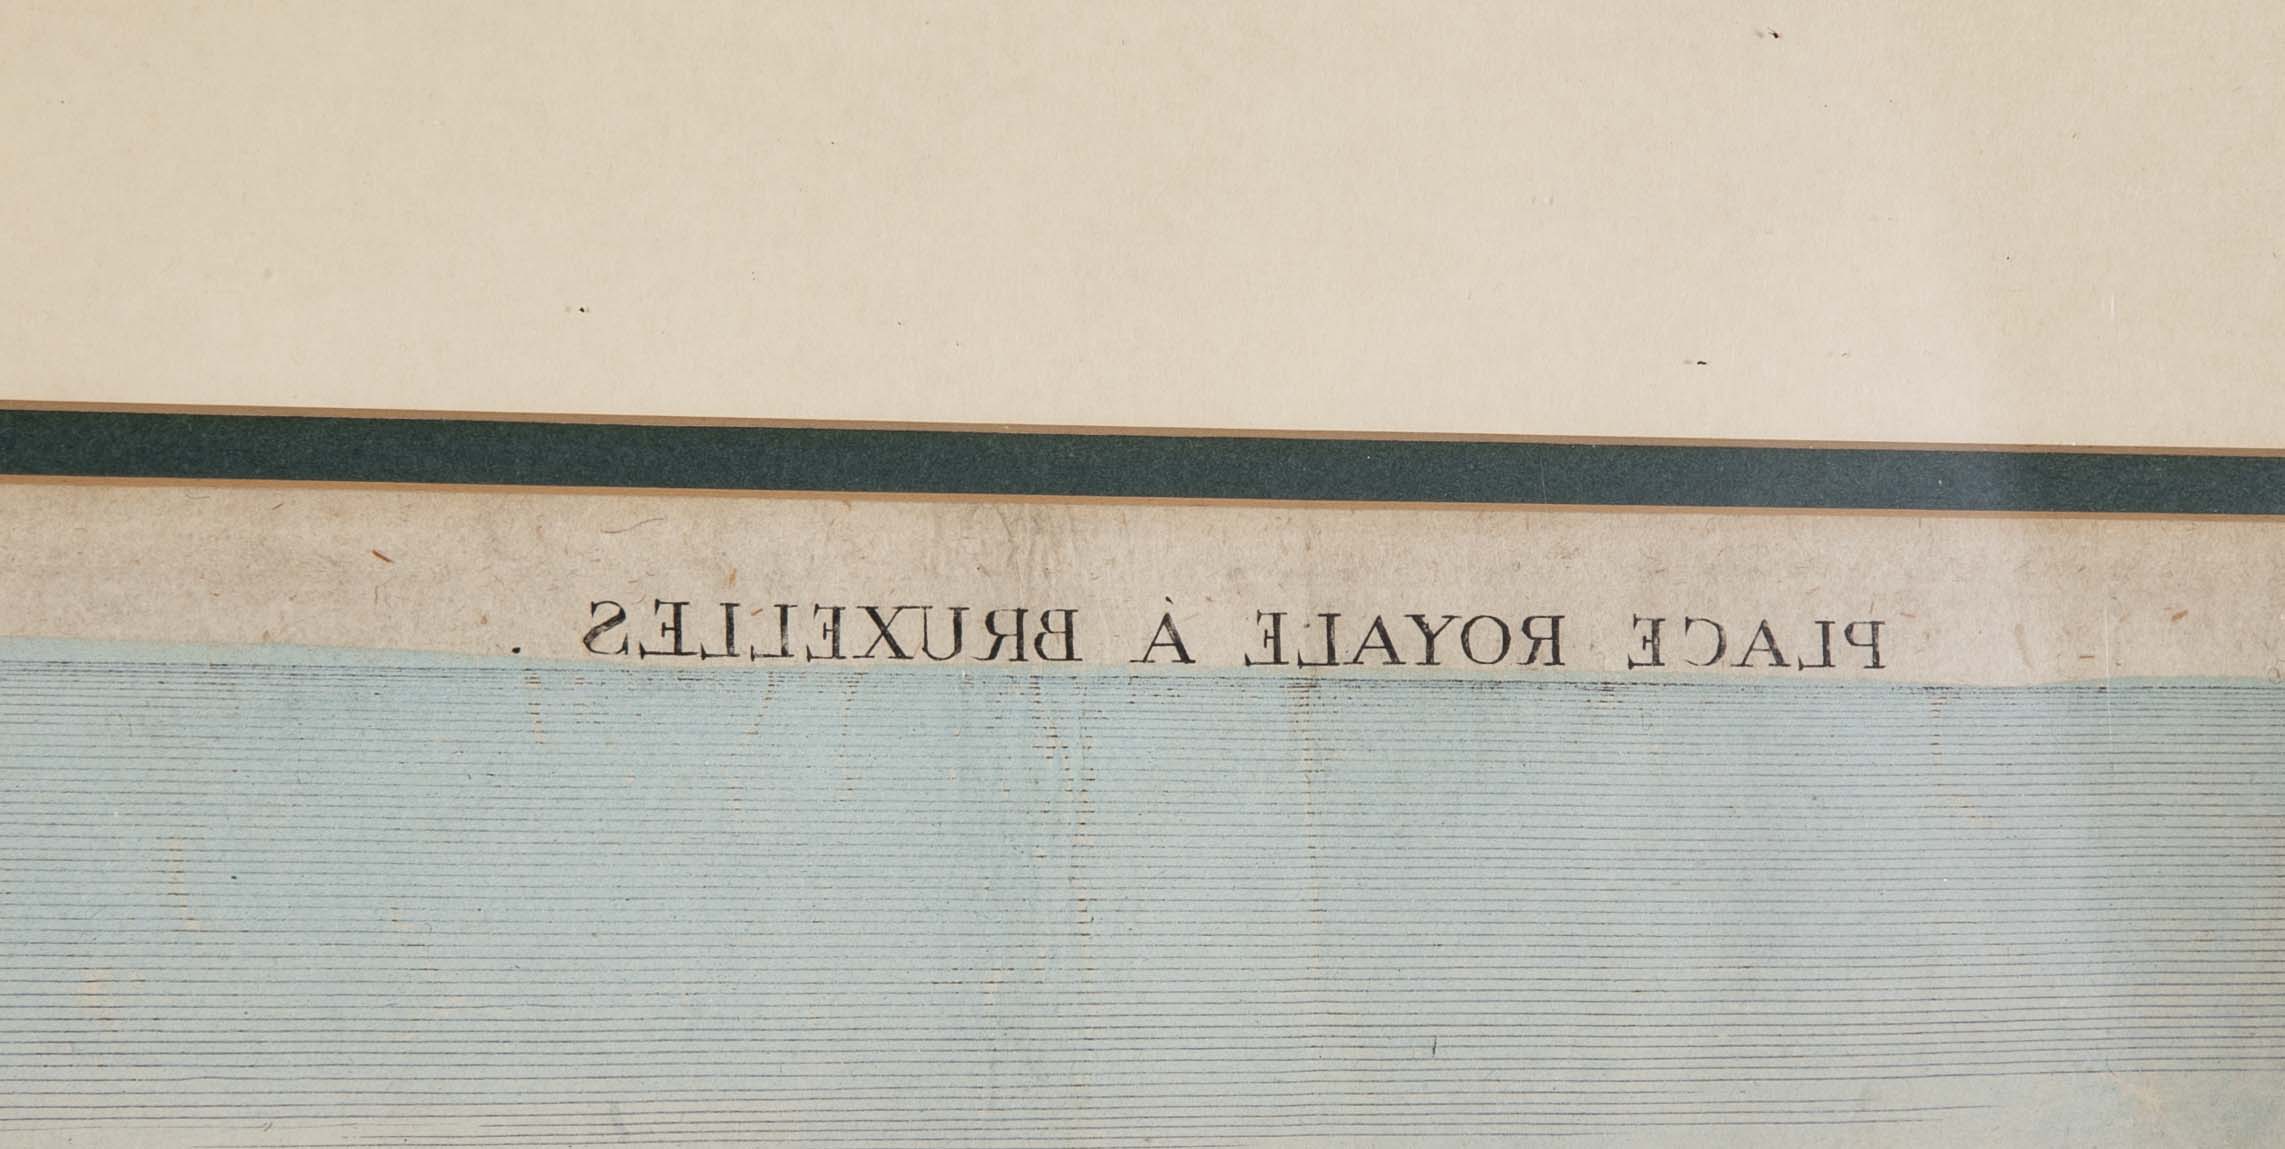 PLACE ROYALE À BRUXELLES .